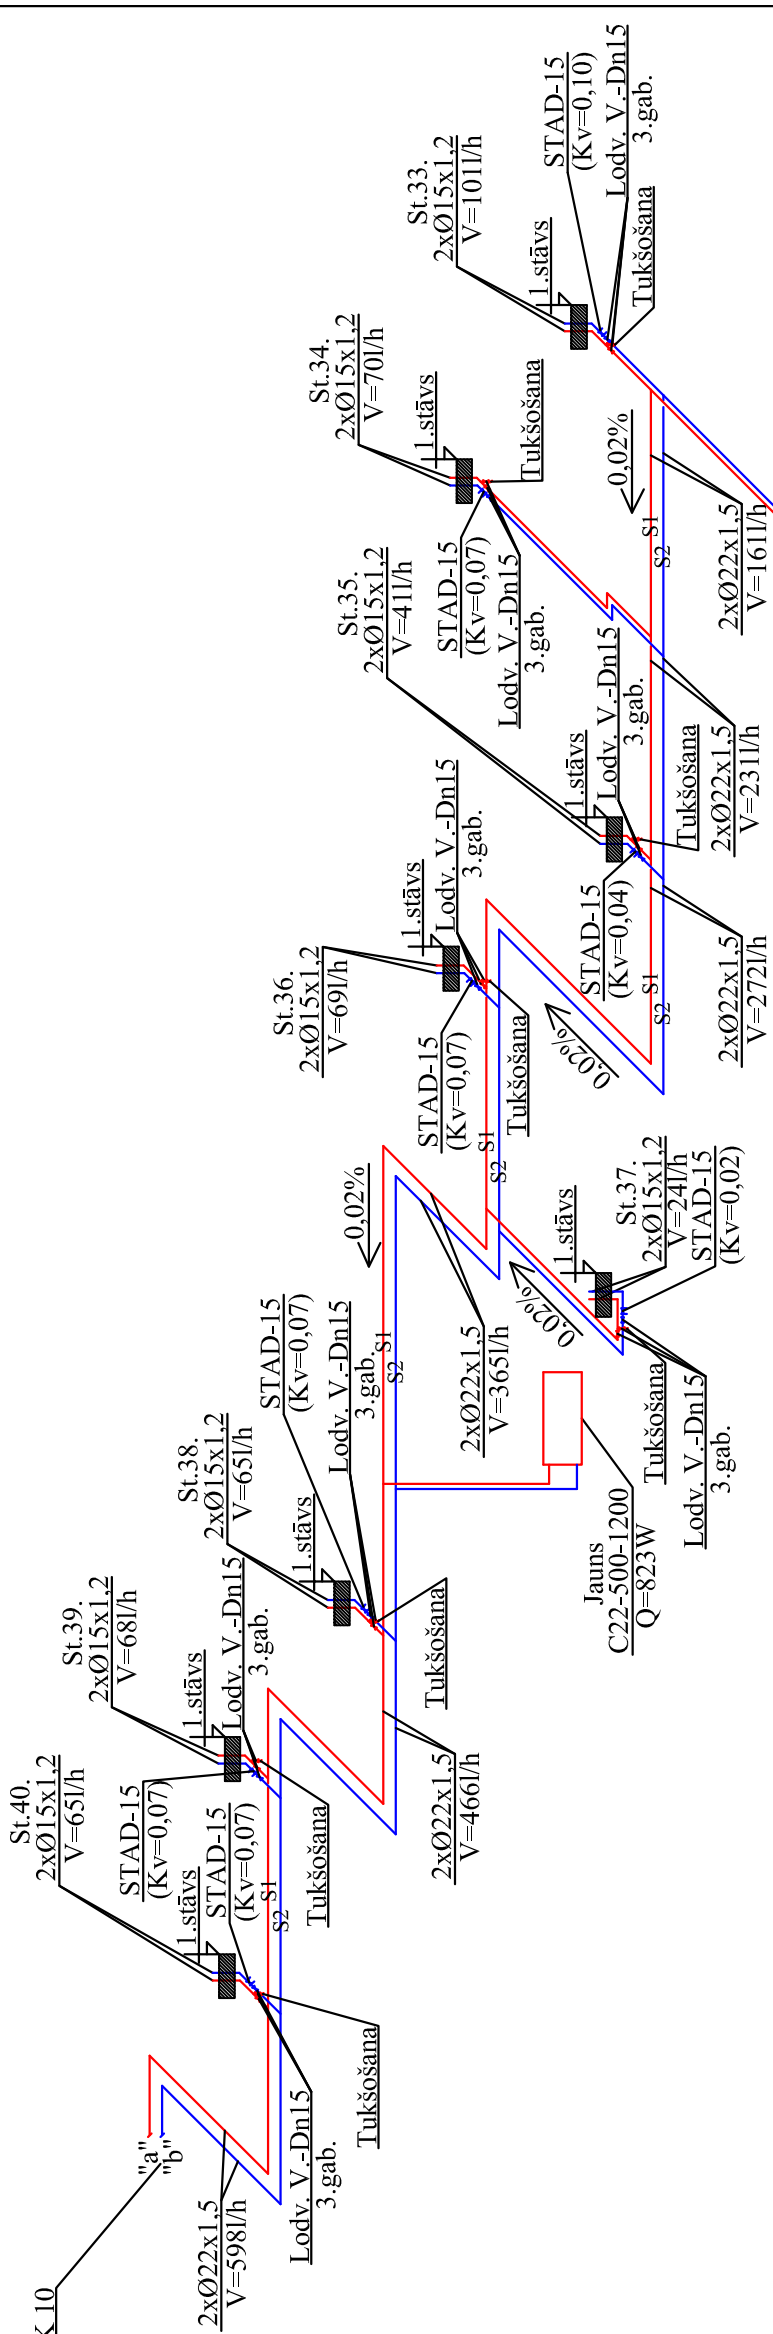 K 10
"a"
"b"
2xØ22x1,5
V=598l/h
St.40.
2xØ15x1,2
V=65l/h
1.stāvs
STAD-15
(Kv=0,07)
Lodv. V.-Dn15
3.gab.
Tukšošana
S1
S2
St.39.
2xØ15x1,2
V=68l/h
1.stāvs
STAD-15
(Kv=0,07)
Lodv. V.-Dn15
3.gab.
Tukšošana
2xØ22x1,5
V=466l/h
St.38.
2xØ15x1,2
V=65l/h
1.stāvs
STAD-15
(Kv=0,07)
Lodv. V.-Dn15
3.gab.
Tukšošana
S1
S2
0,02%
Jauns
C22-500-1200
Q=823W
2xØ22x1,5
V=365l/h
St.37.
2xØ15x1,2
V=24l/h
STAD-15
(Kv=0,02)
1.stāvs
Tukšošana
Lodv. V.-Dn15
3.gab.
0,02%
St.36.
2xØ15x1,2
V=69l/h
1.stāvs
STAD-15
(Kv=0,07)
Lodv. V.-Dn15
3.gab.
Tukšošana
S1
S2
0,02%
2xØ22x1,5
V=272l/h
S1
S2
St.35.
2xØ15x1,2
V=41l/h
1.stāvs
STAD-15
(Kv=0,04)
Lodv. V.-Dn15
3.gab.
Tukšošana
2xØ22x1,5
V=231l/h
St.34.
2xØ15x1,2
V=70l/h
1.stāvs
STAD-15
(Kv=0,07)
Lodv. V.-Dn15
3.gab.
Tukšošana
S1
S2
0,02%
2xØ22x1,5
V=161l/h
St.33.
2xØ15x1,2
V=101l/h
1.stāvs
STAD-15
(Kv=0,10)
Lodv. V.-Dn15
3.gab.
Tukšošana